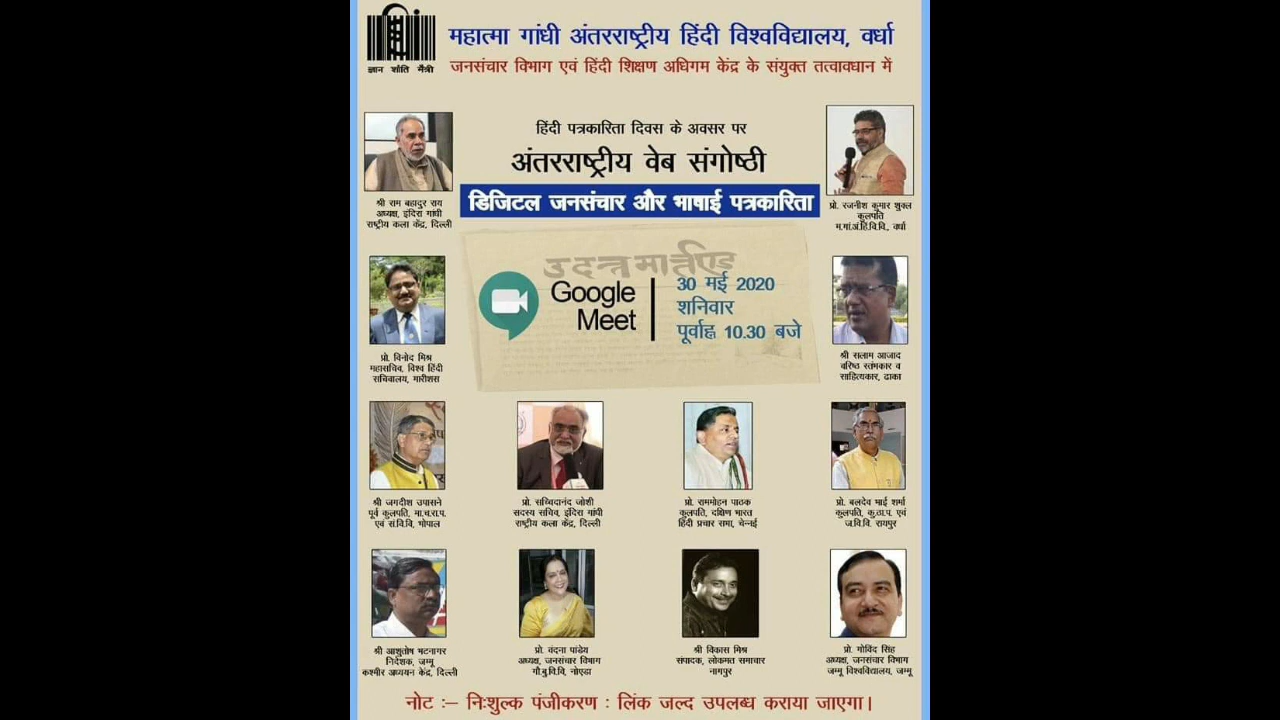 महात्मा गांधी अंतरराष्ट्रीय हिंदी विश्वविद्यालय, वर्धा
ज्ञान शांति मैत्री
जनसंचार विभाग एवं हिंदी शिक्षण अधिगम केंद्र के संयुक्त तत्वावधान में
हिंदी पत्रकारिता दिवस के अवसर पर
अंतरराष्ट्रीय वेब संगोष्ठी
डिजिटल जनसंचार और भाषाई पत्रकारिता
श्री राम बहादुर राय
अध्यक्ष, इंदिरा गांधी
राष्ट्रीय कला केंद्र, दिल्ली
प्रो. रजनीश कुमार शुक्ल
कुलपति
म.गां.अं.हिं.वि.वि., वर्धा
उदन्त मार्तण्ड
Google
Meet
30 मई 2020
शनिवार
पूर्वाह्न 10.30 बजे
प्रो. विनोद मिश्र
महासचिव, विश्व हिंदी
सचिवालय, मारीशस
श्री सलाम आजाद
वरिष्ठ स्तंभकार व
साहित्यकार, ढाका
श्री जगदीश उपासने
पूर्व कुलपति, मा.च.रा.प.
एवं सं.वि.वि, भोपाल
प्रो. सच्चिदानंद जोशी
सदस्य सचिव, इंदिरा गांधी
राष्ट्रीय कला केंद्र, दिल्ली
प्रो. राममोहन पाठक
कुलपति, दक्षिण भारत
हिंदी प्रचार सभा, चेन्नई
प्रो. बलदेव भाई शर्मा
कुलपति, कु.ठा.प. एवं
ज.वि.वि. रायपुर
श्री आशुतोष भटनागर
निदेशक, जम्मू
कश्मीर अध्ययन केंद्र, दिल्ली
प्रो. वंदना पांडेय
अध्यक्ष, जनसंचार विभाग
गौ.बु.वि.वि, नोएडा
श्री विकास मिश्र
संपादक, लोकमत समाचार
नागपुर
प्रो. गोविंद सिंह
अध्यक्ष, जनसंचार विभाग
जम्मू विश्वविद्यालय, जम्मू
नोट :– निःशुल्क पंजीकरण : लिंक जल्द उपलब्ध कराया जाएगा।